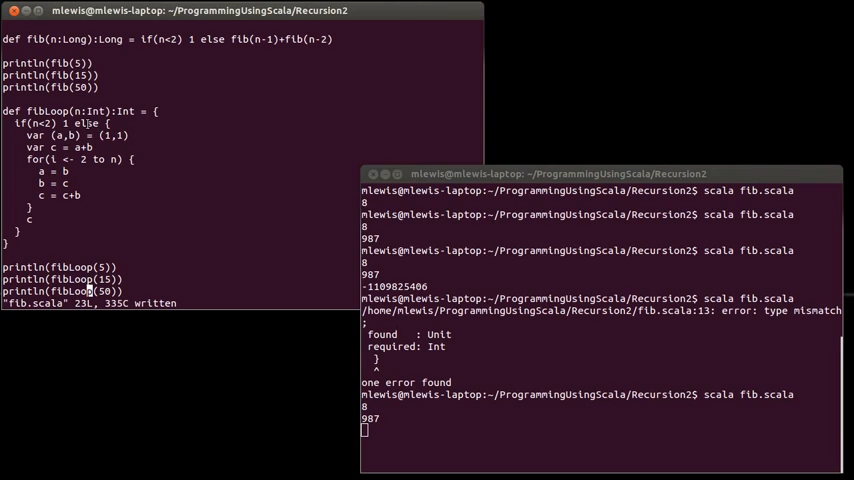 mlewis@mlewis-laptop: ~/ProgrammingUsingScala/Recursion2
def fib(n:Long):Long = if(n<2) 1 else fib(n-1)+fib(n-2)
println(fib(5))
println(fib(15))
println(fib(50))
def fibLoop(n:Int):Int = {
if(n<2) 1 else {
var (a,b) = (1,1)
var c = a+b
for(i <- 2 to n) {
a = b
b = c
c = c+b
}
c
}
}
println(fibLoop(5))
println(fibLoop(15))
println(fibLoop(50))
"fib.scala" 23L, 335C written
mlewis@mlewis-laptop: ~/ProgrammingUsingScala/Recursion2
mlewis@mlewis-laptop:~/ProgrammingUsingScala/Recursion2$ scala fib.scala
8
mlewis@mlewis-laptop:~/ProgrammingUsingScala/Recursion2$ scala fib.scala
8
987
mlewis@mlewis-laptop:~/ProgrammingUsingScala/Recursion2$ scala fib.scala
8
987
-1109825406
mlewis@mlewis-laptop:~/ProgrammingUsingScala/Recursion2$ scala fib.scala
/home/mlewis/ProgrammingUsingScala/Recursion2/fib.scala:13: error: type mismatch
;
found   : Unit
required: Int
}
^
one error found
mlewis@mlewis-laptop:~/ProgrammingUsingScala/Recursion2$ scala fib.scala
8
987